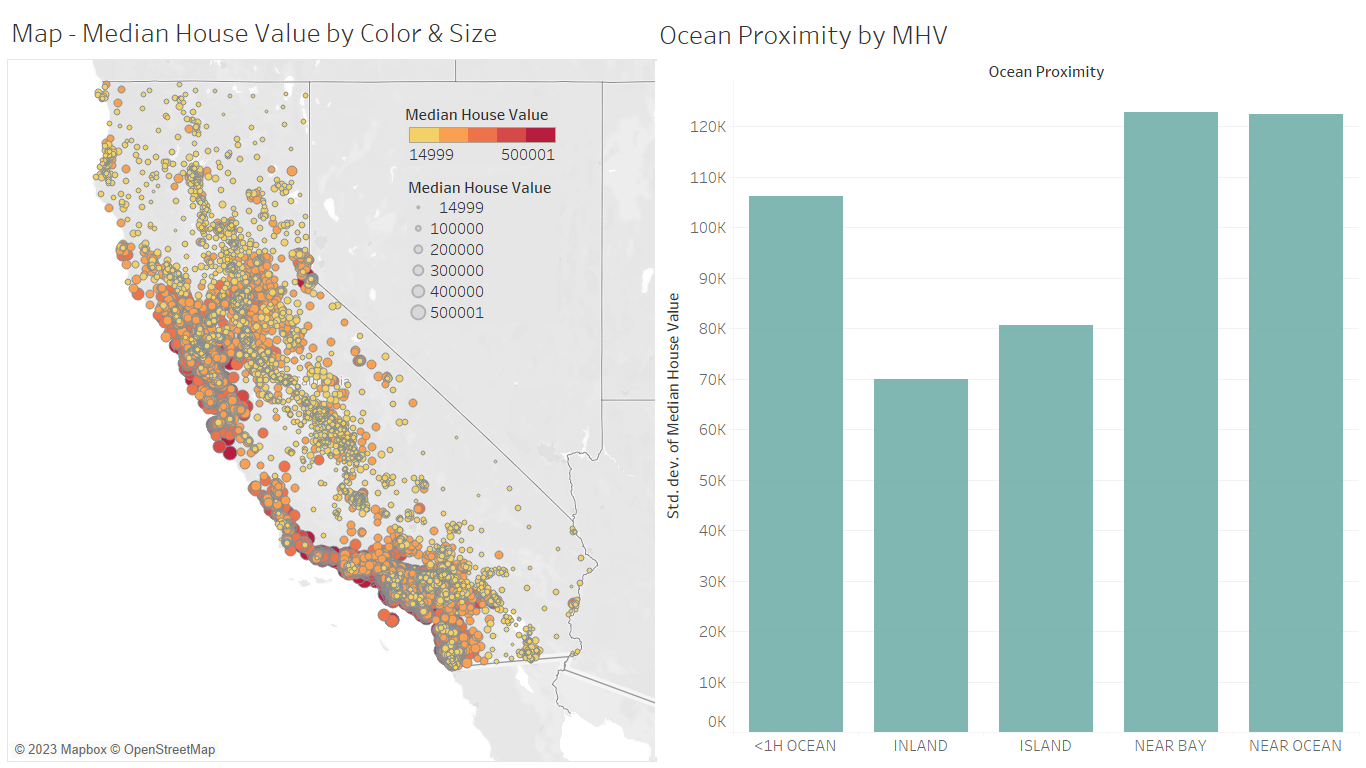 Map - Median House Value by Color & Size
Median House Value
14999 500001
Median House Value
14999
100000
200000
300000
400000
500001
© 2023 Mapbox © OpenStreetMap
Ocean Proximity by MHV
Ocean Proximity
Std. dev. of Median House Value
120K
110K
100K
90K
80K
70K
60K
50K
40K
30K
20K
10K
0K
<1H OCEAN INLAND ISLAND NEAR BAY NEAR OCEAN